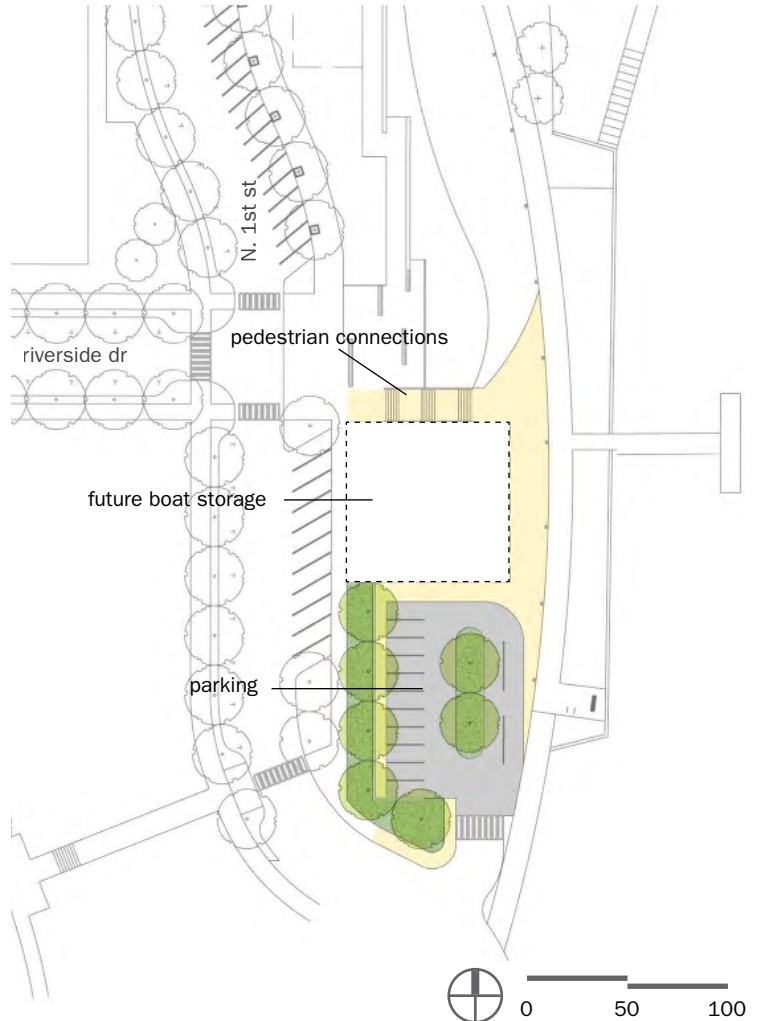 N. 1st st
pedestrian connections
riverside dr
future boat storage
parking
0 50 100